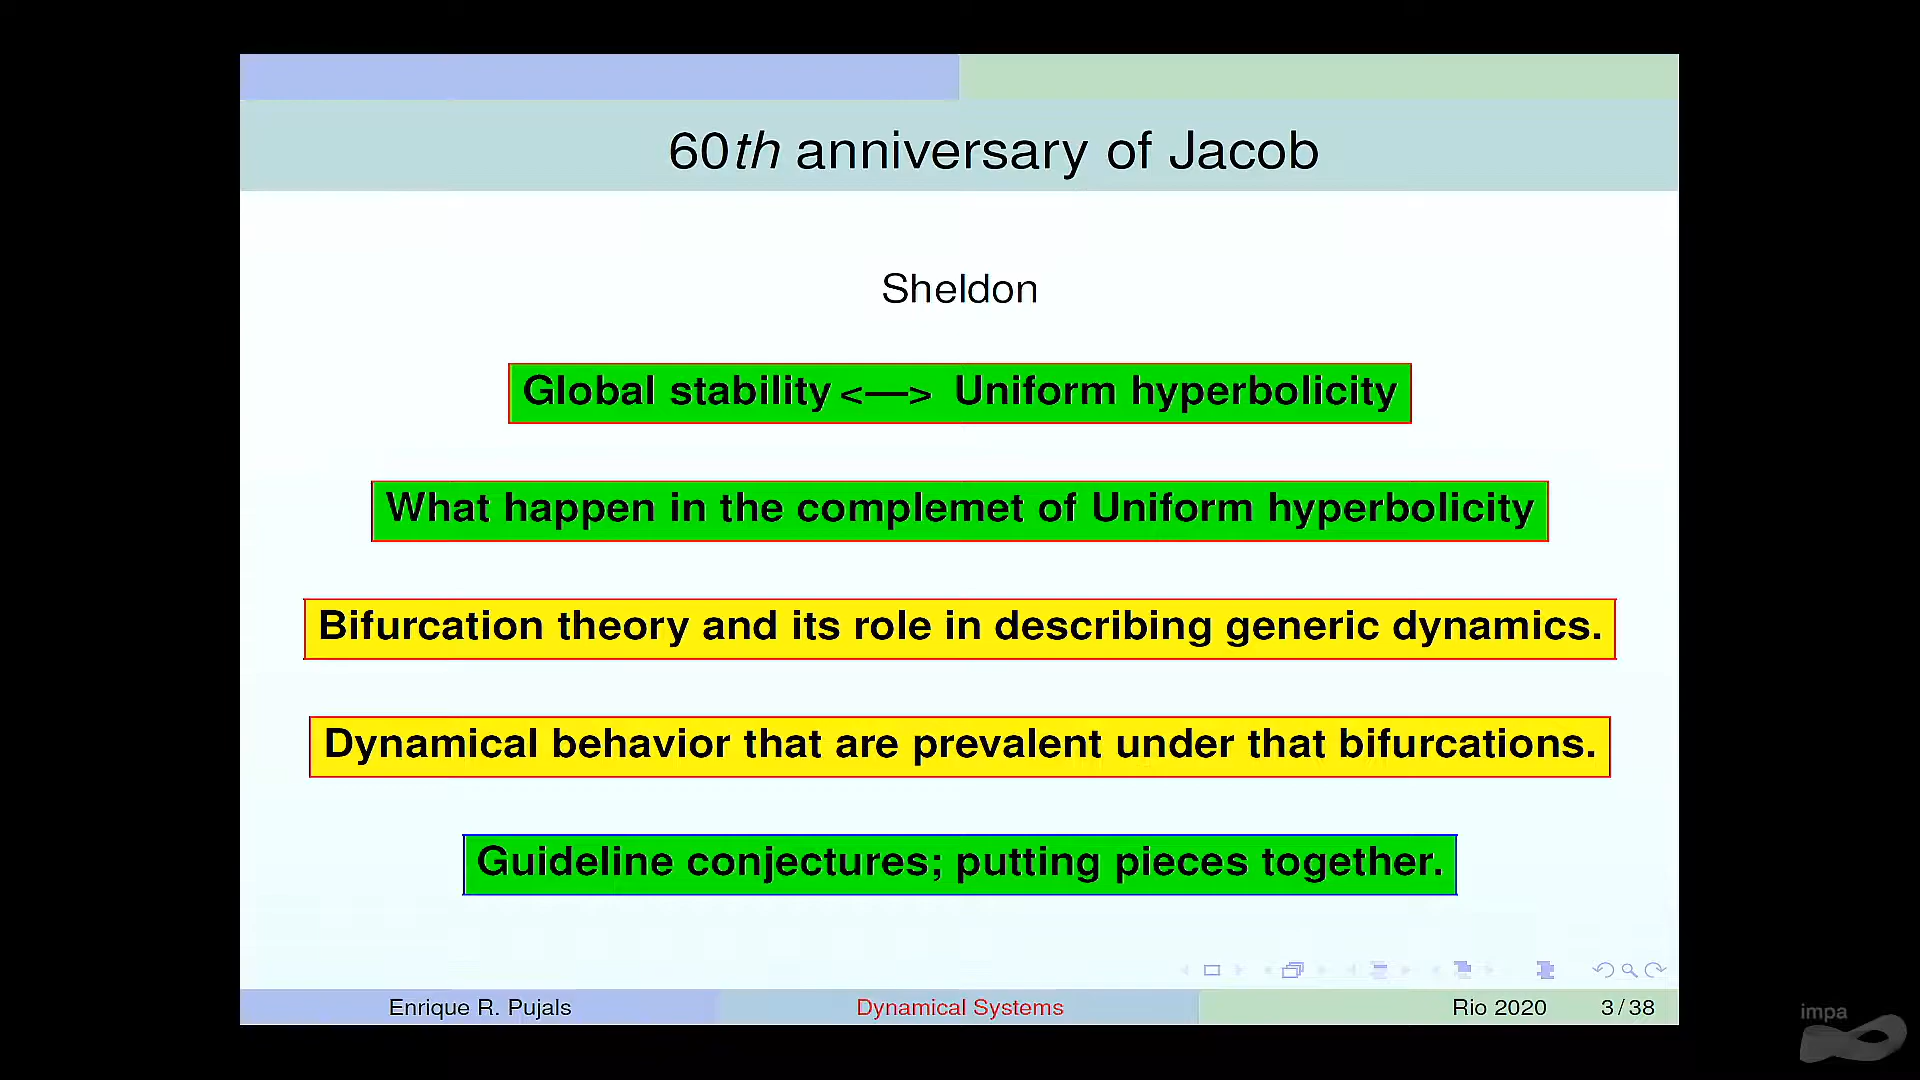 60th anniversary of Jacob
Sheldon
Global stability <—> Uniform hyperbolicity
What happen in the complemet of Uniform hyperbolicity
Bifurcation theory and its role in describing generic dynamics.
Dynamical behavior that are prevalent under that bifurcations.
Guideline conjectures; putting pieces together.
Enrique R. Pujals Dynamical Systems Rio 2020 3/38
impa